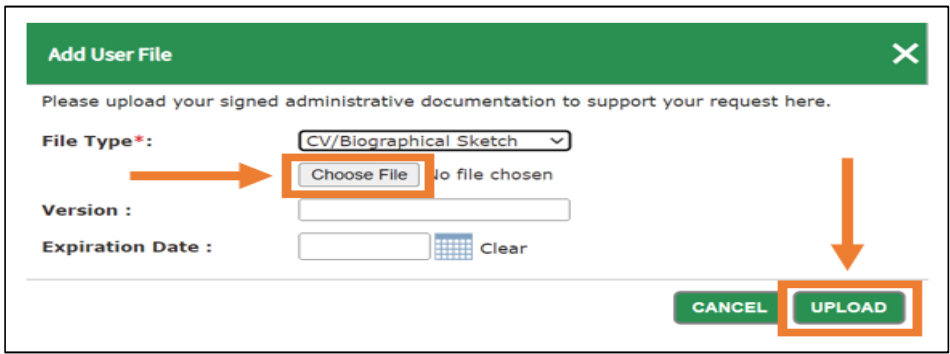 Add User File
Please upload your signed administrative documentation to support your request here.
File Type*: CV/Biographical Sketch
Choose File No file chosen
Version :
Expiration Date : Clear
CANCEL UPLOAD